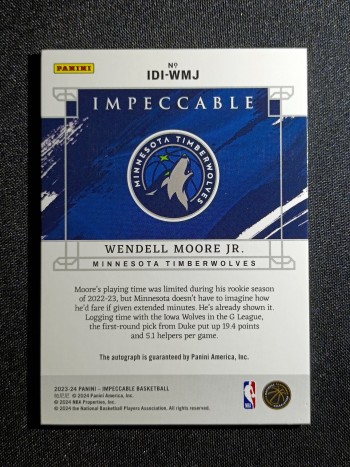 PANINI
Nº
IDI-WMJ
IMPECCABLE
MINNESOTA TIMBERWOLVES
WENDELL MOORE JR.
MINNESOTA TIMBERWOLVES
Moore's playing time was limited during his rookie season
of 2022-23, but Minnesota doesn't have to imagine how
he'd fare if given extended minutes. He's already shown it.
Logging time with the Iowa Wolves in the G League,
the first-round pick from Duke put up 19.4 points
and 5.1 helpers per game.
The autograph is guaranteed by Panini America, Inc.
2023-24 PANINI - IMPECCABLE BASKETBALL
© 2024 Panini America, Inc.
© 2024 NBA Properties, Inc.
© 2024 the National Basketball Players Association. All rights reserved.